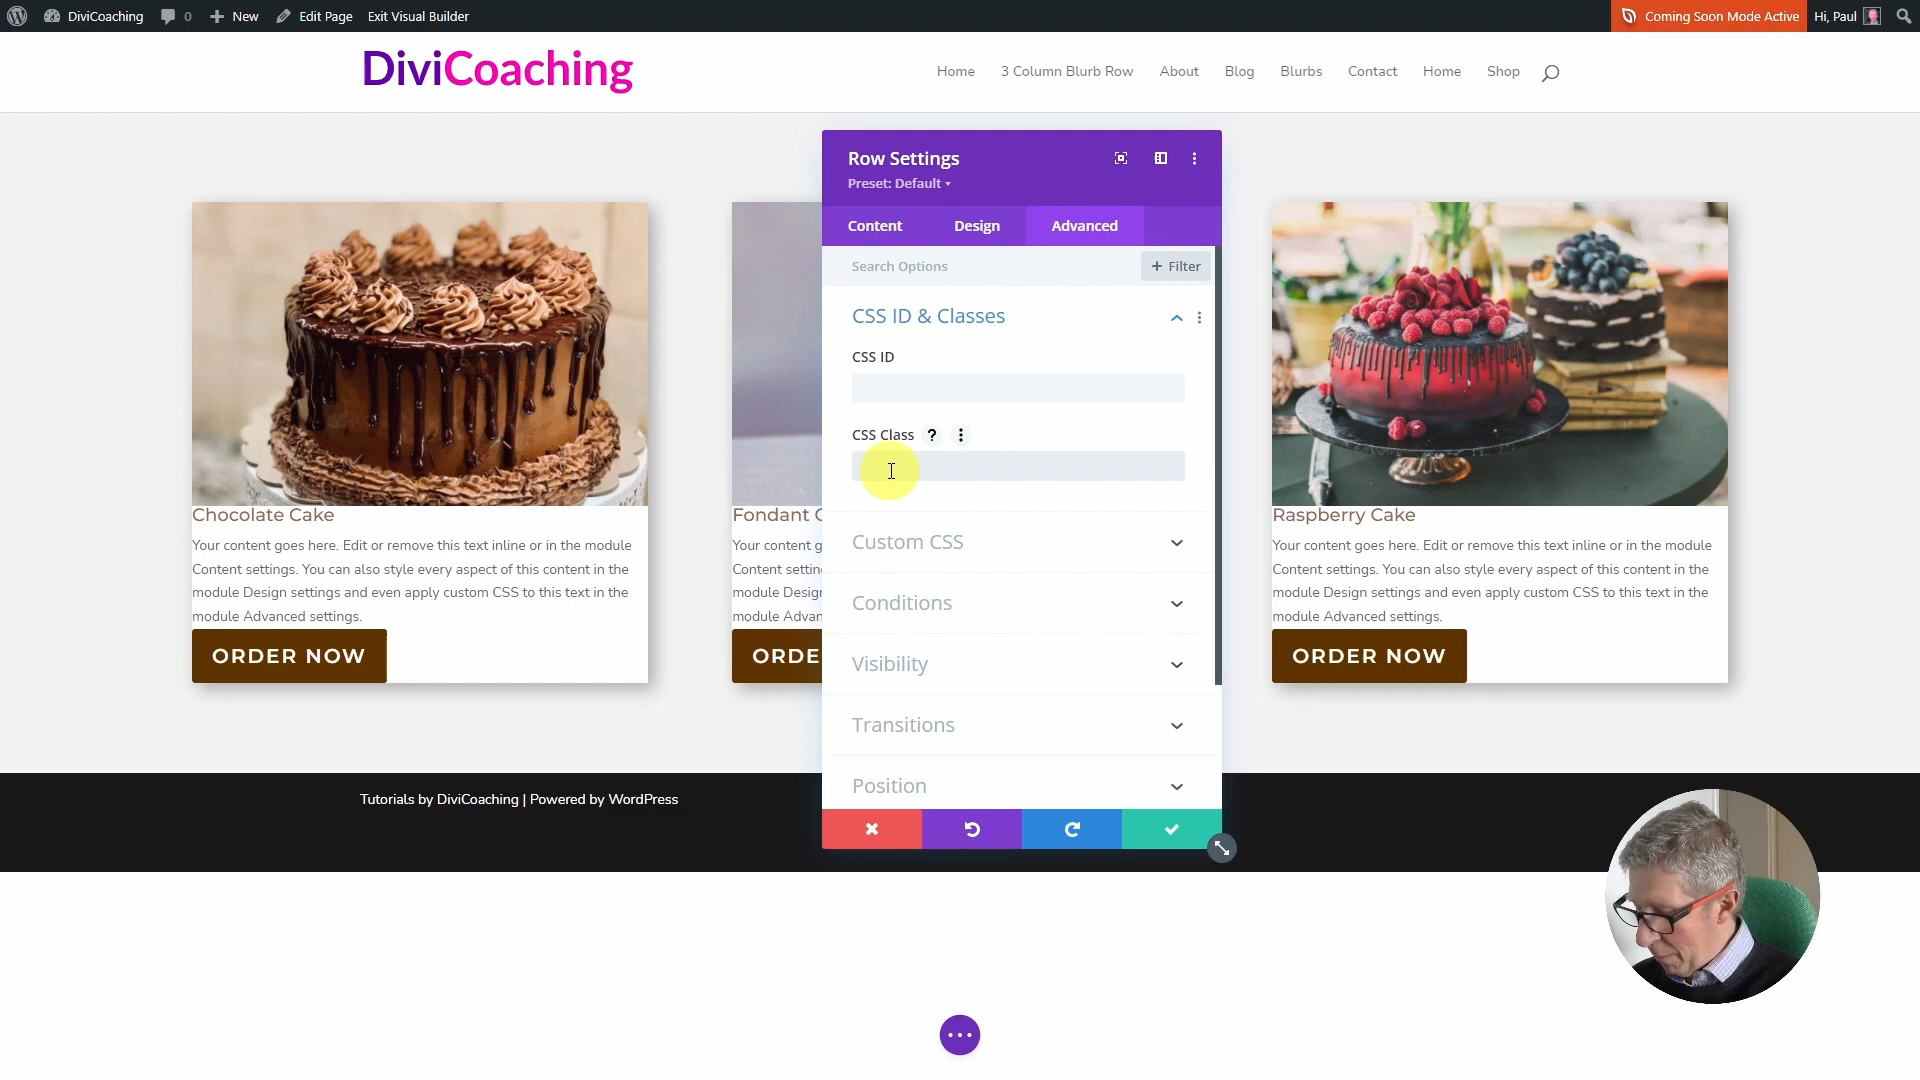 DiviCoaching
0
New
Edit Page
Exit Visual Builder
Coming Soon Mode Active
Hi, Paul
DiviCoaching
Home
3 Column Blurb Row
About
Blog
Blurbs
Contact
Home
Shop
Row Settings
Preset: Default
Content
Design
Advanced
Search Options
+ Filter
CSS ID & Classes
CSS ID
CSS Class ?
Custom CSS
Conditions
Visibility
Transitions
Position
Chocolate Cake
Your content goes here. Edit or remove this text inline or in the module
Content settings. You can also style every aspect of this content in the
module Design settings and even apply custom CSS to this text in the
module Advanced settings.
ORDER NOW
Fondant
Your content
Content
module
module
ORDE
Raspberry Cake
Your content goes here. Edit or remove this text inline or in the module
Content settings. You can also style every aspect of this content in the
module Design settings and even apply custom CSS to this text in the
module Advanced settings.
ORDER NOW
Tutorials by DiviCoaching | Powered by WordPress